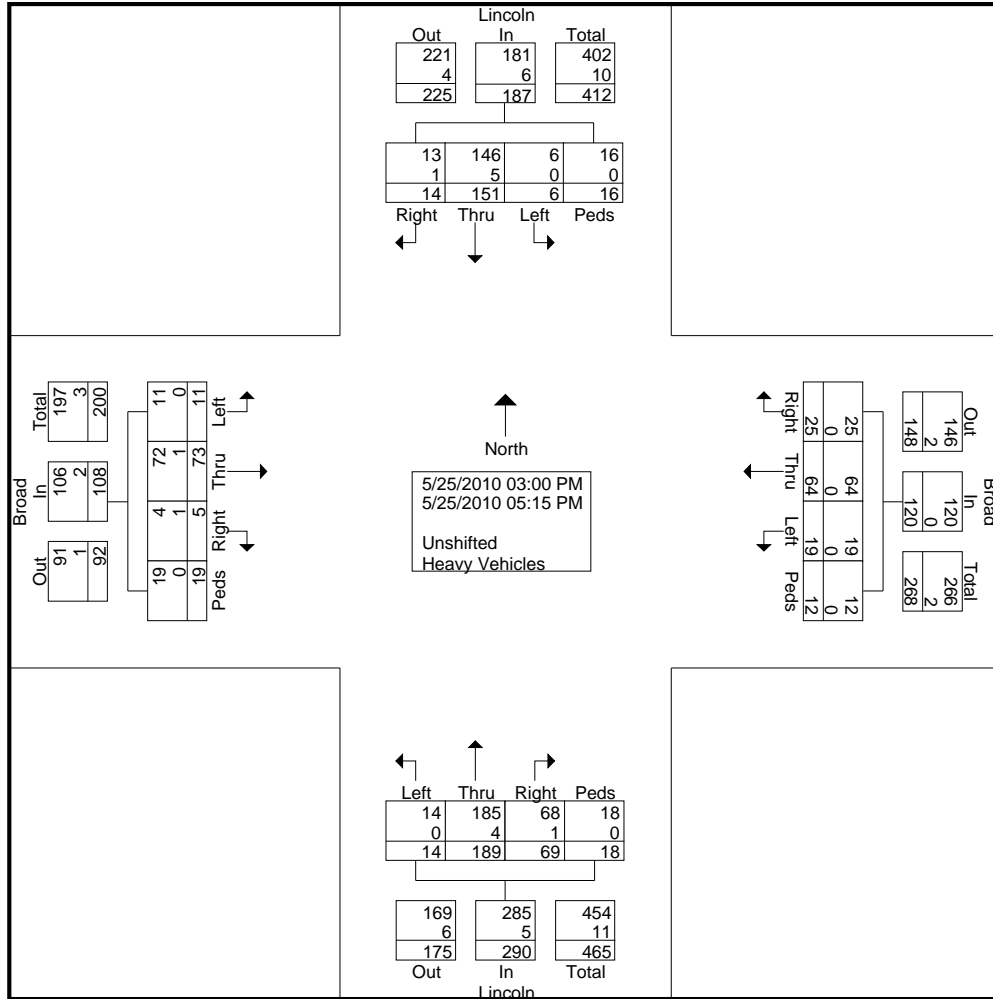 Lincoln
Out In Total
221 181 402
4 6 10
225 187 412
13 146 6 16
1 5 0 0
14 151 6 16
Right Thru Left Peds
Broad
Total In Out
197 106 91
3 2 1
200 108 92
11 72 4 19
0 1 1 0
11 73 5 19
Left Thru Right Peds
North
5/25/2010 03:00 PM
5/25/2010 05:15 PM
Unshifted
Heavy Vehicles
Right Thru Left Peds
25 64 19 12
0 0 0 0
25 64 19 12
Out In Total
146 120 266
2 0 2
148 120 268
Broad
Left Thru Right Peds
14 185 68 18
0 4 1 0
14 189 69 18
169 285 454
6 5 11
175 290 465
Out In Total
Lincoln